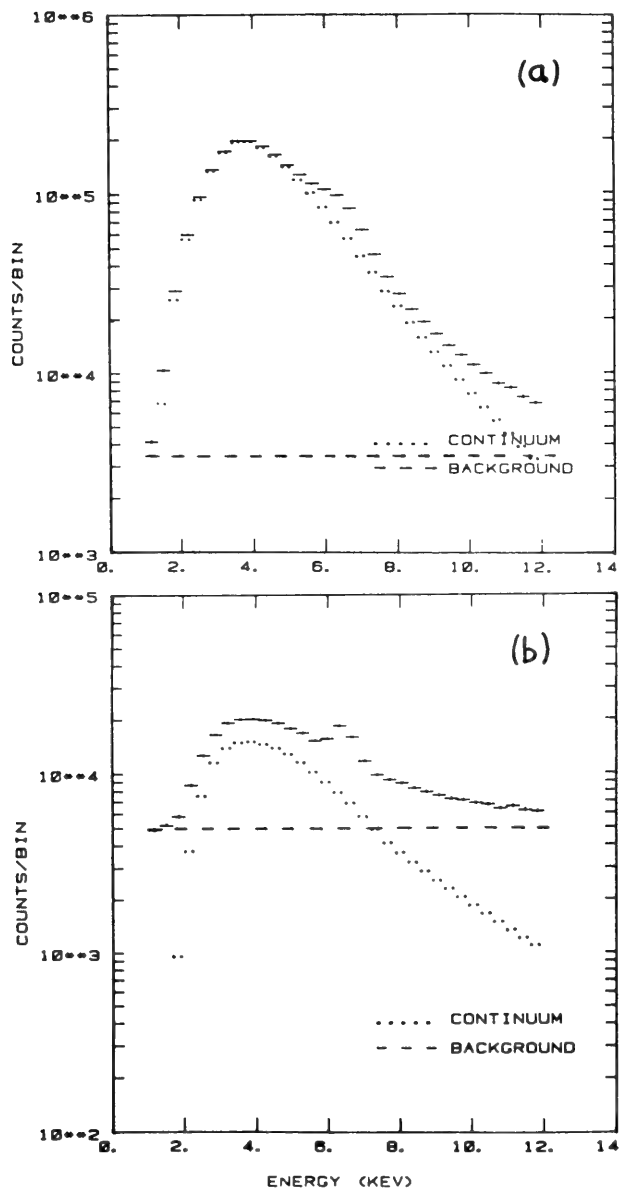 (a)
10**6
10**5
10**4
10**3
COUNTS/BIN
CONTINUUM
BACKGROUND
0. 2. 4. 6. 8. 10. 12. 14
(b)
10**5
10**4
10**3
10**2
COUNTS/BIN
CONTINUUM
BACKGROUND
0. 2. 4. 6. 8. 10. 12. 14
ENERGY (KEV)